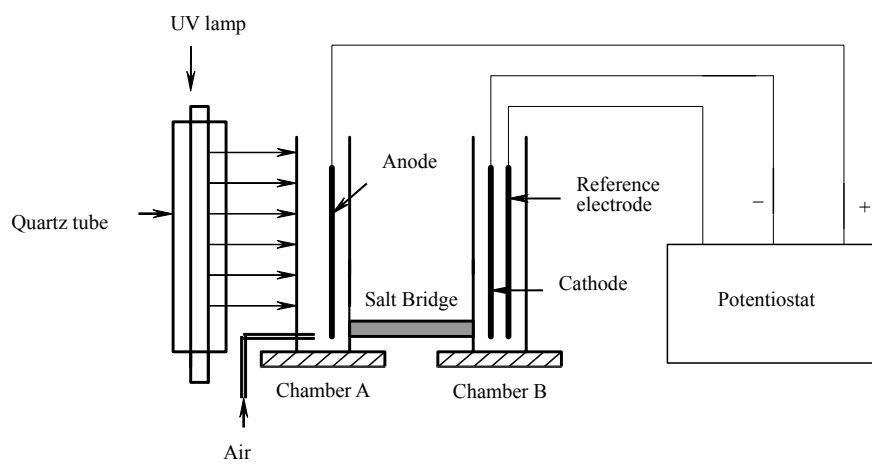 UV lamp
Anode
Reference
electrode
Quartz tube
−
+
Salt Bridge
Cathode
Potentiostat
Chamber A
Chamber B
Air